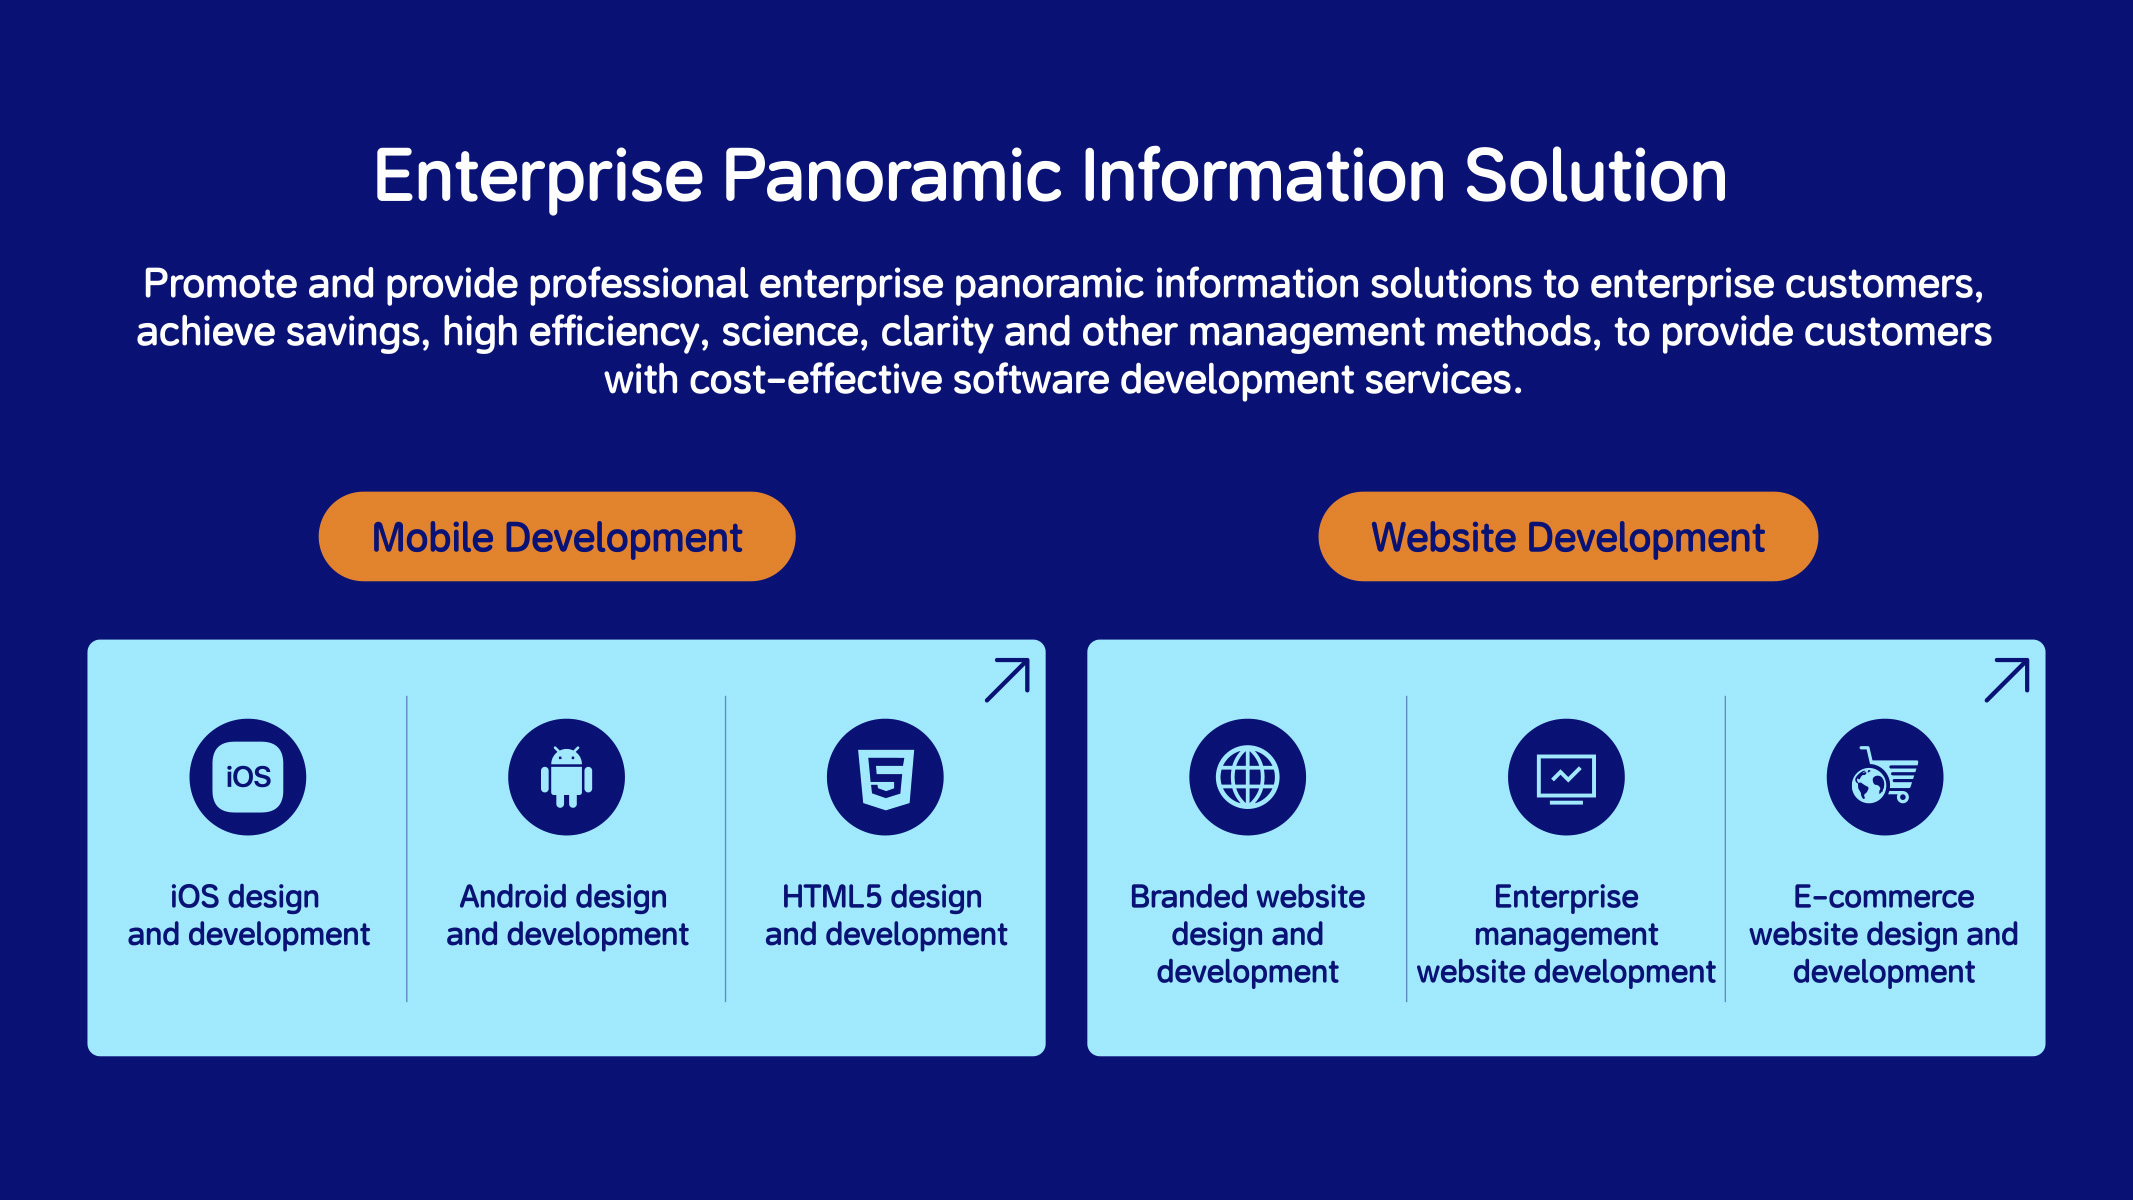 Enterprise Panoramic Information Solution
Promote and provide professional enterprise panoramic information solutions to enterprise customers,
achieve savings, high efficiency, science, clarity and other management methods, to provide customers
with cost-effective software development services.
Mobile Development
iOS
iOS design
and development
Android design
and development
HTML5 design
and development
Website Development
Branded website
design and
development
Enterprise
management
website development
E-commerce
website design and
development